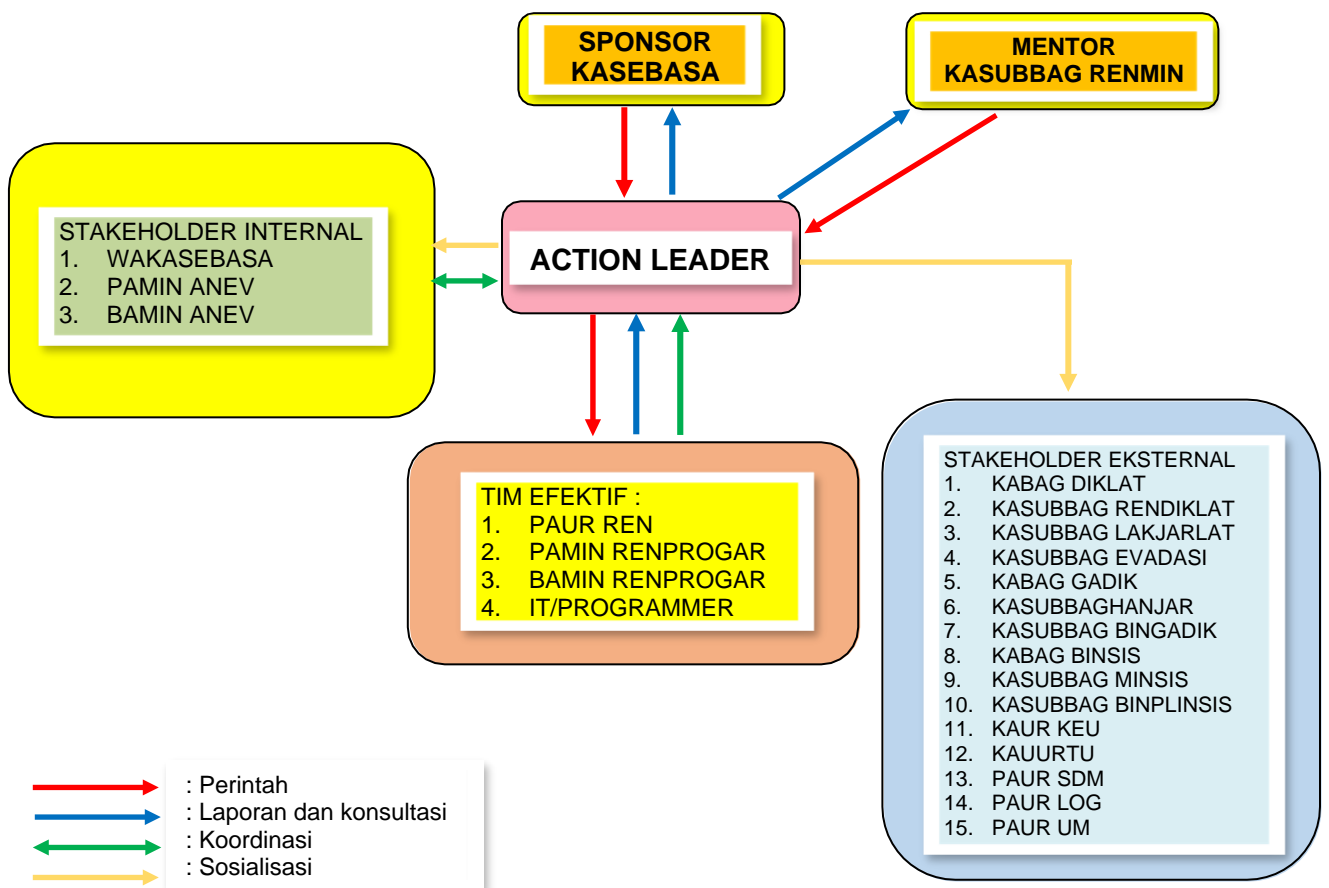 SPONSOR
KASEBASA
MENTOR
KASUBBAG RENMIN
STAKEHOLDER INTERNAL
1. WAKASEBASA
2. PAMIN ANEV
3. BAMIN ANEV
ACTION LEADER
TIM EFEKTIF :
1. PAUR REN
2. PAMIN RENPROGAR
3. BAMIN RENPROGAR
4. IT/PROGRAMMER
STAKEHOLDER EKSTERNAL
1. KABAG DIKLAT
2. KASUBBAG RENDIKLAT
3. KASUBBAG LAKJARLAT
4. KASUBBAG EVADASI
5. KABAG GADIK
6. KASUBBAGHANJAR
7. KASUBBAG BINGADIK
8. KABAG BINSIS
9. KASUBBAG MINSIS
10. KASUBBAG BINPLINSIS
11. KAUR KEU
12. KAUURTU
13. PAUR SDM
14. PAUR LOG
15. PAUR UM
: Perintah
: Laporan dan konsultasi
: Koordinasi
: Sosialisasi